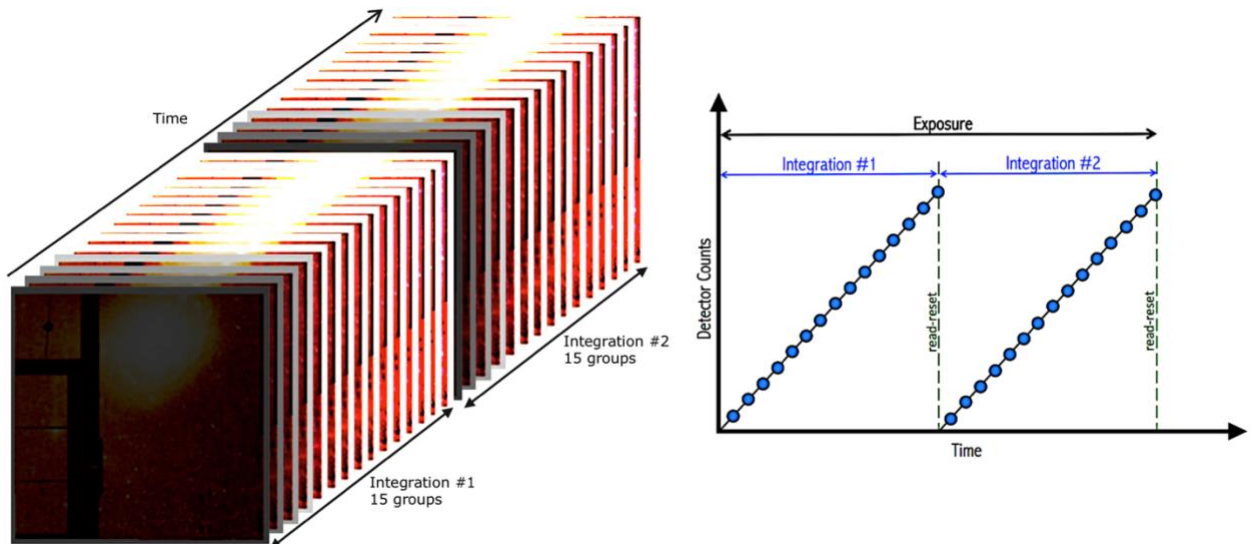 Time
Integration #2
15 groups
Integration #1
15 groups
Exposure
Integration #1
Integration #2
Detector Counts
read-reset
read-reset
Time